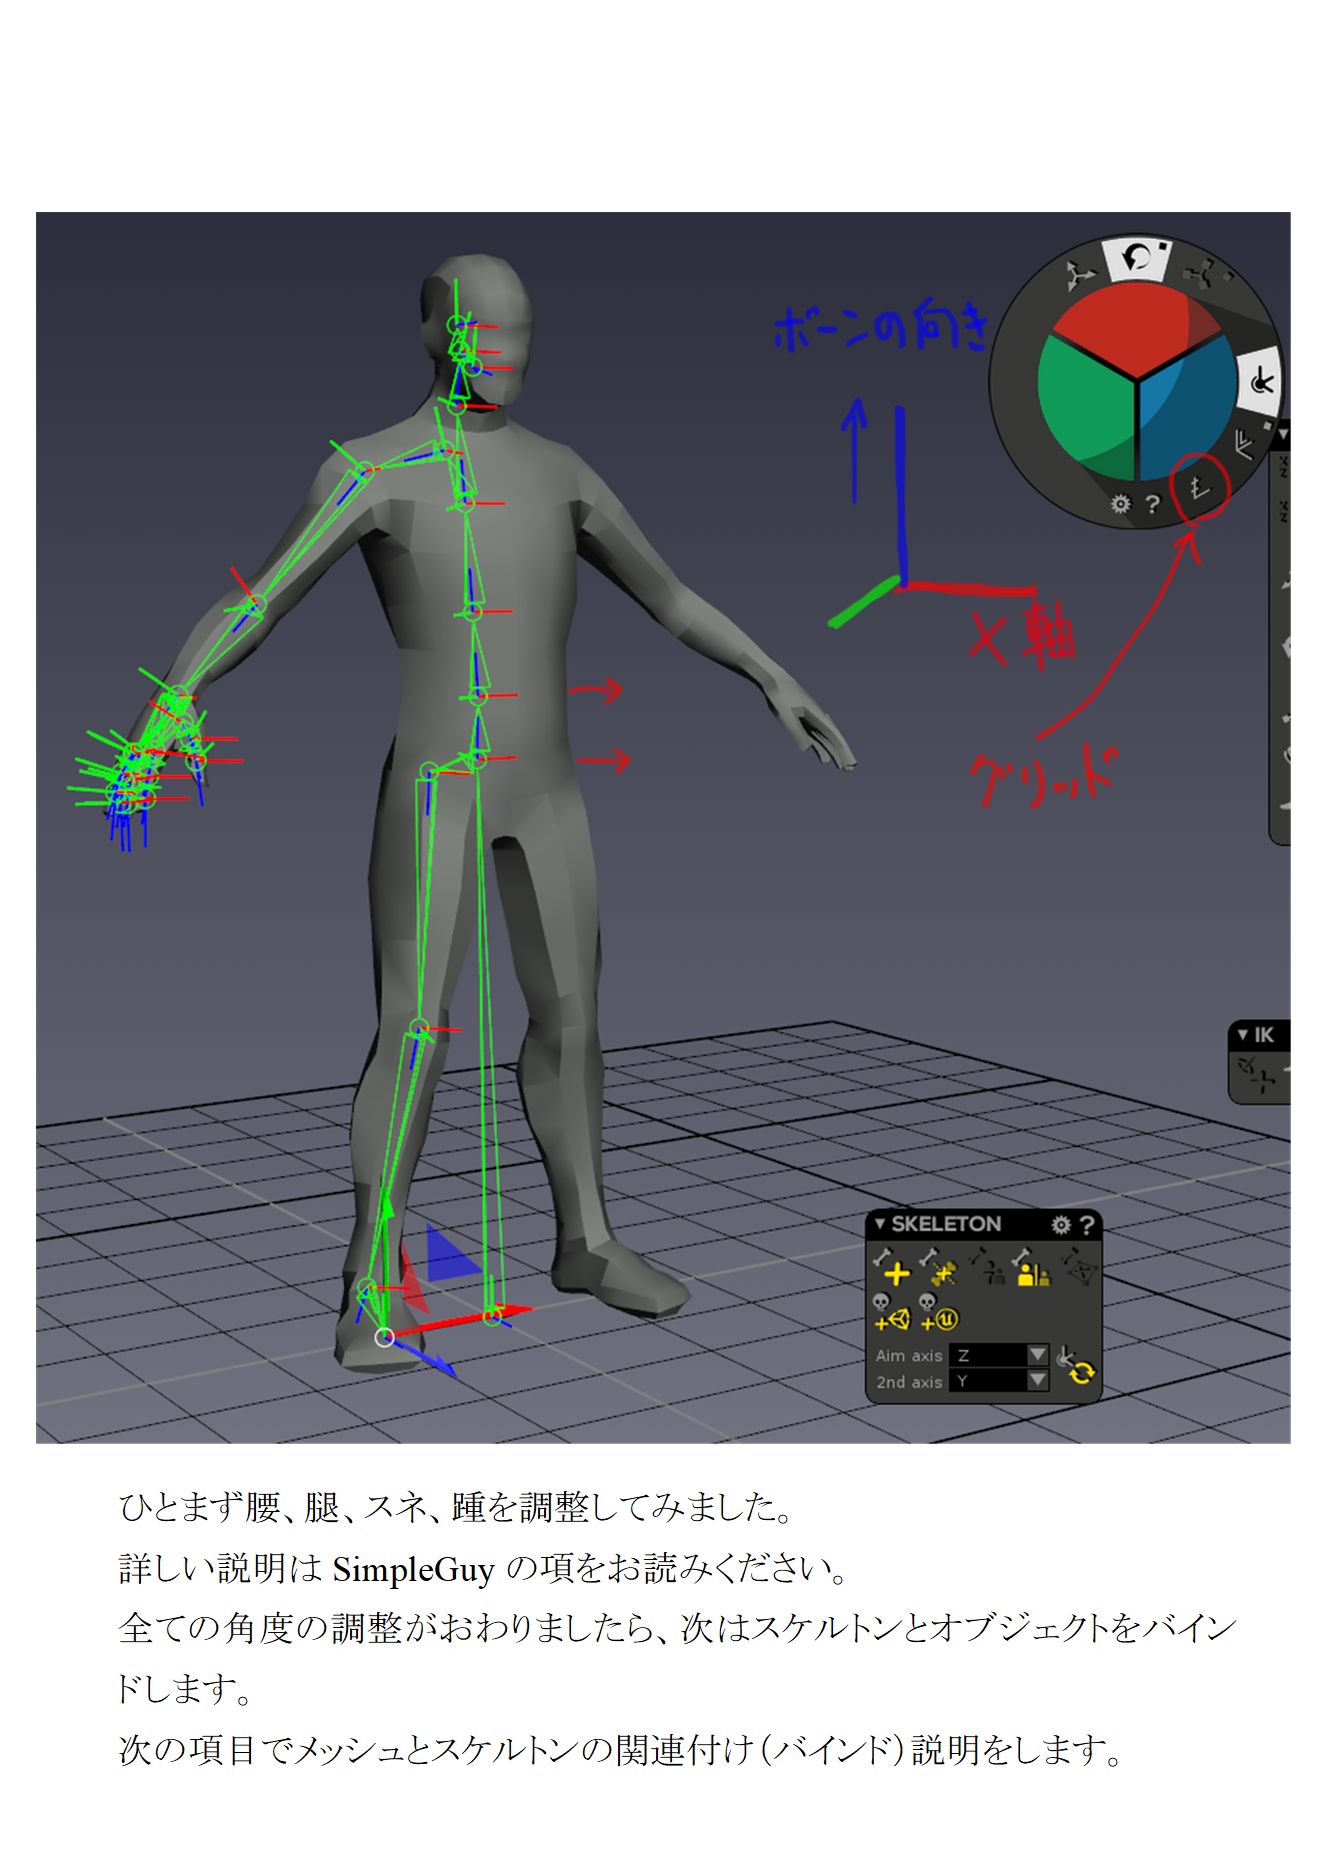 ボーンの向き
?
X軸
グリッド
▼ IK
▼ SKELETON ?
Aim axis Z
2nd axis Y
ひとまず腰、腿、スネ、踵を調整してみました。
詳しい説明は SimpleGuy の項をお読みください。
全ての角度の調整がおわりましたら、次はスケルトンとオブジェクトをバイン
ドします。
次の項目でメッシュとスケルトンの関連付け（バインド）説明をします。